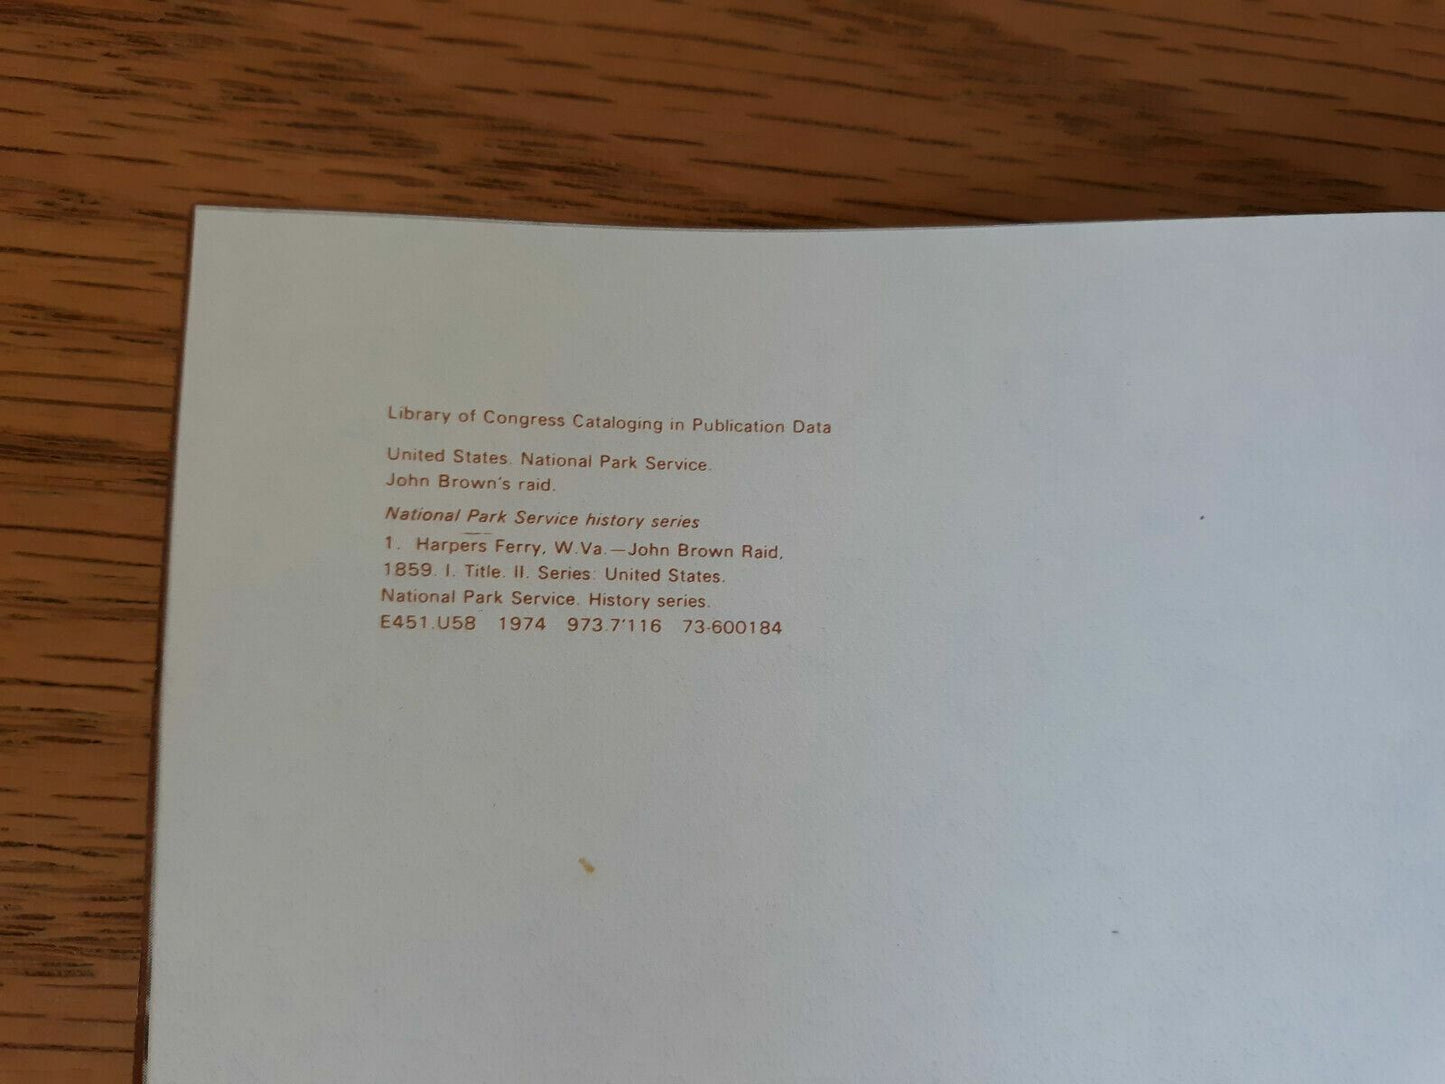 Library of Congress Cataloging in Publication Data
United States. National Park Service.
John Brown's raid.
National Park Service history series
1. Harpers Ferry, W.Va.—John Brown Raid,
1859. I. Title. II. Series: United States.
National Park Service. History series.
E451.U58 1974 973.7'116 73-600184